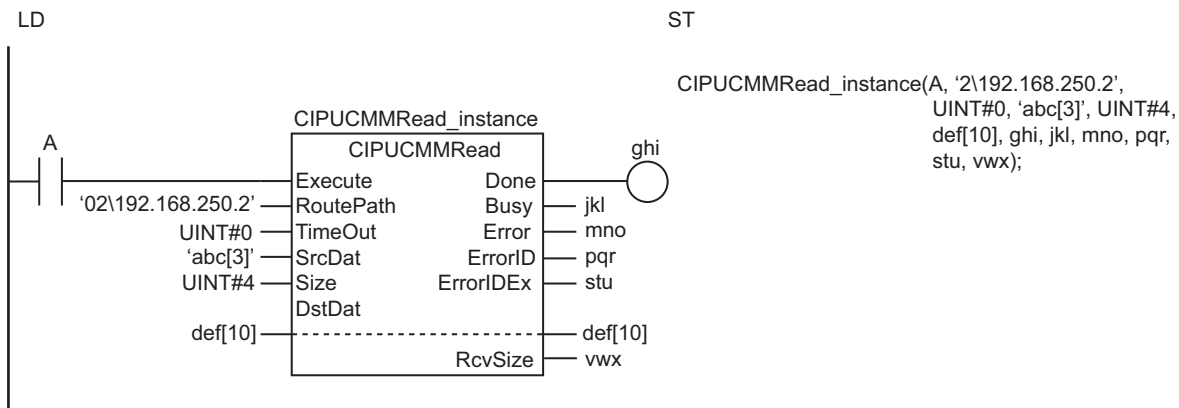 LD
ST
CIPUCMMRead_instance(A, ‘2\192.168.250.2’,
UINT#0, ‘abc[3]’, UINT#4,
def[10], ghi, jkl, mno, pqr,
stu, vwx);
CIPUCMMRead_instance
A
CIPUCMMRead
ghi
Execute Done
‘02\192.168.250.2’ RoutePath Busy jkl
UINT#0 TimeOut Error mno
‘abc[3]’ SrcDat ErrorID pqr
UINT#4 Size ErrorIDEx stu
DstDat
def[10] def[10]
RcvSize vwx